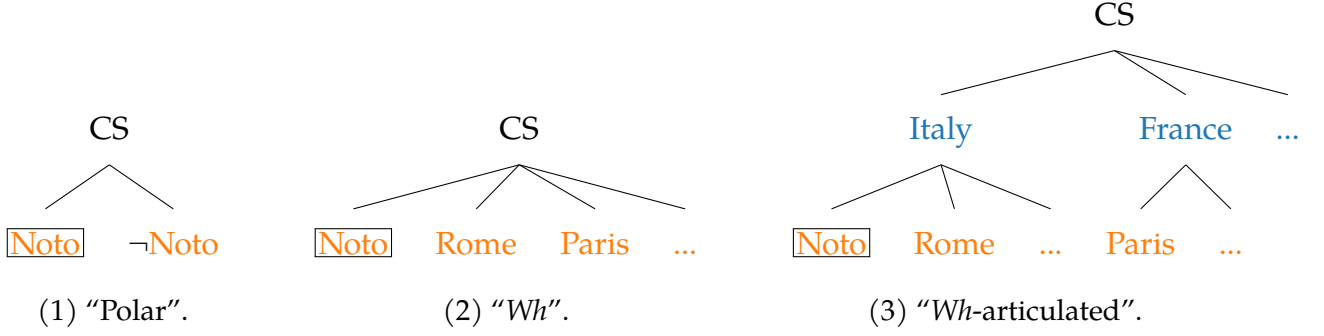 CS
CS CS Italy France ...
Noto ¬Noto Noto Rome Paris ... Noto Rome ... Paris ...
(1) “Polar”. (2) “Wh”. (3) “Wh-articulated”.